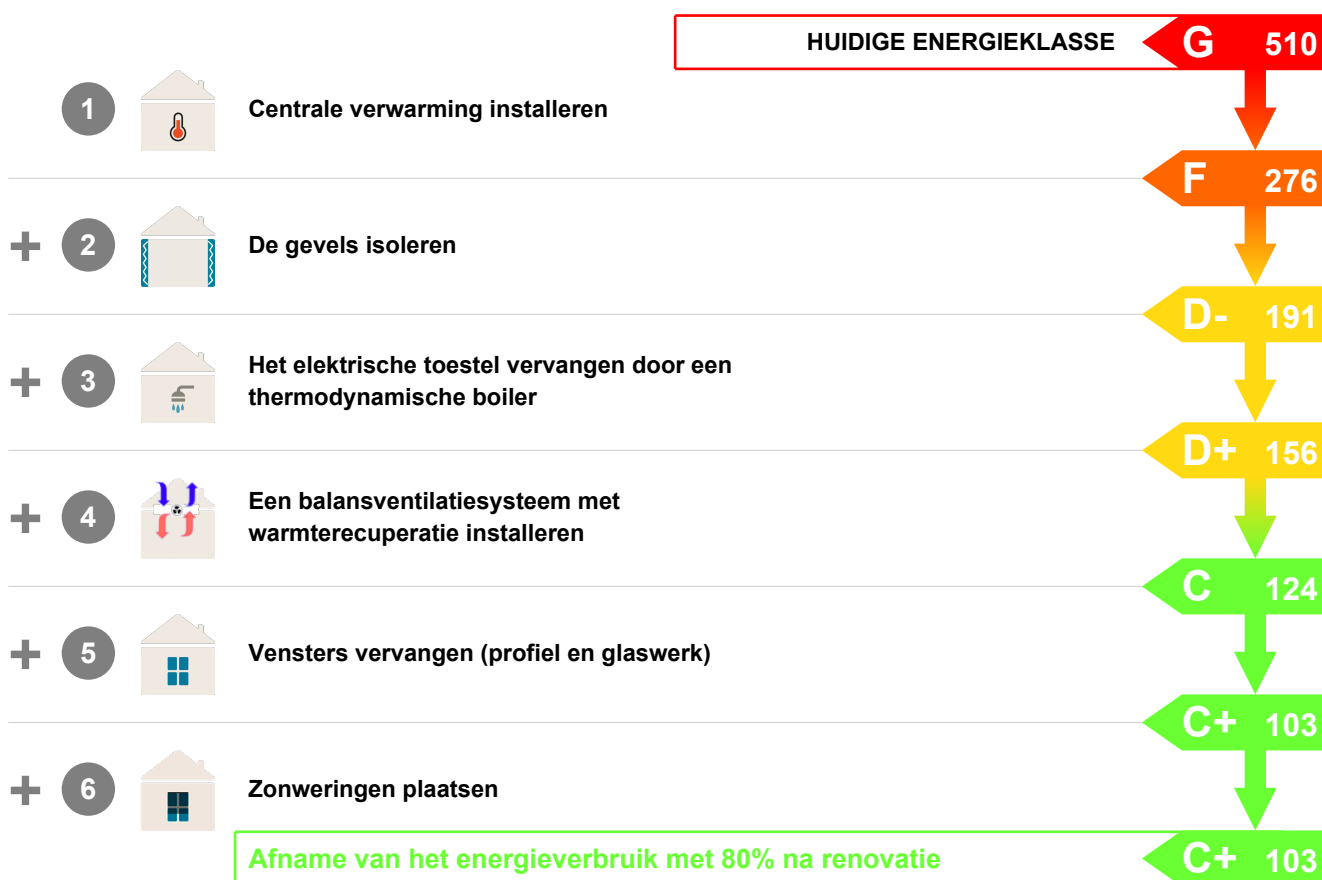 HUIDIGE ENERGIEKLASSE G 510
1 Centrale verwarming installeren
F 276
+ 2 De gevels isoleren
D- 191
+ 3 Het elektrische toestel vervangen door een
thermodynamische boiler
D+ 156
+ 4 Een balansventilatiesysteem met
warmterecuperatie installeren
C 124
+ 5 Vensters vervangen (profiel en glaswerk)
C+ 103
+ 6 Zonweringen plaatsen
Afname van het energieverbruik met 80% na renovatie C+ 103